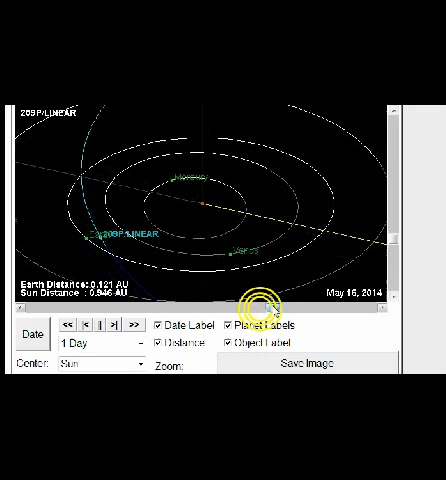 209P/LINEAR
Mercury
209P/LINEAR
Venus
Earth Distance: 0.121 AU
Sun Distance : 0.946 AU
May 16, 2014
Date
<< |< || >| >>
Date Label
Planet Labels
1 Day
Distance
Object Label
Center:
Sun
Zoom:
Save Image